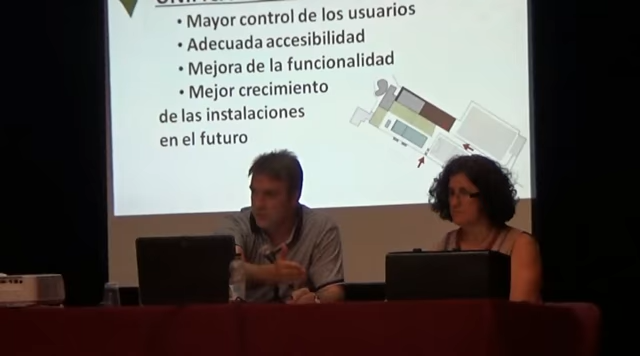 • Mayor control de los usuarios
• Adecuada accesibilidad
• Mejora de la funcionalidad
• Mejor crecimiento
de las instalaciones
en el futuro